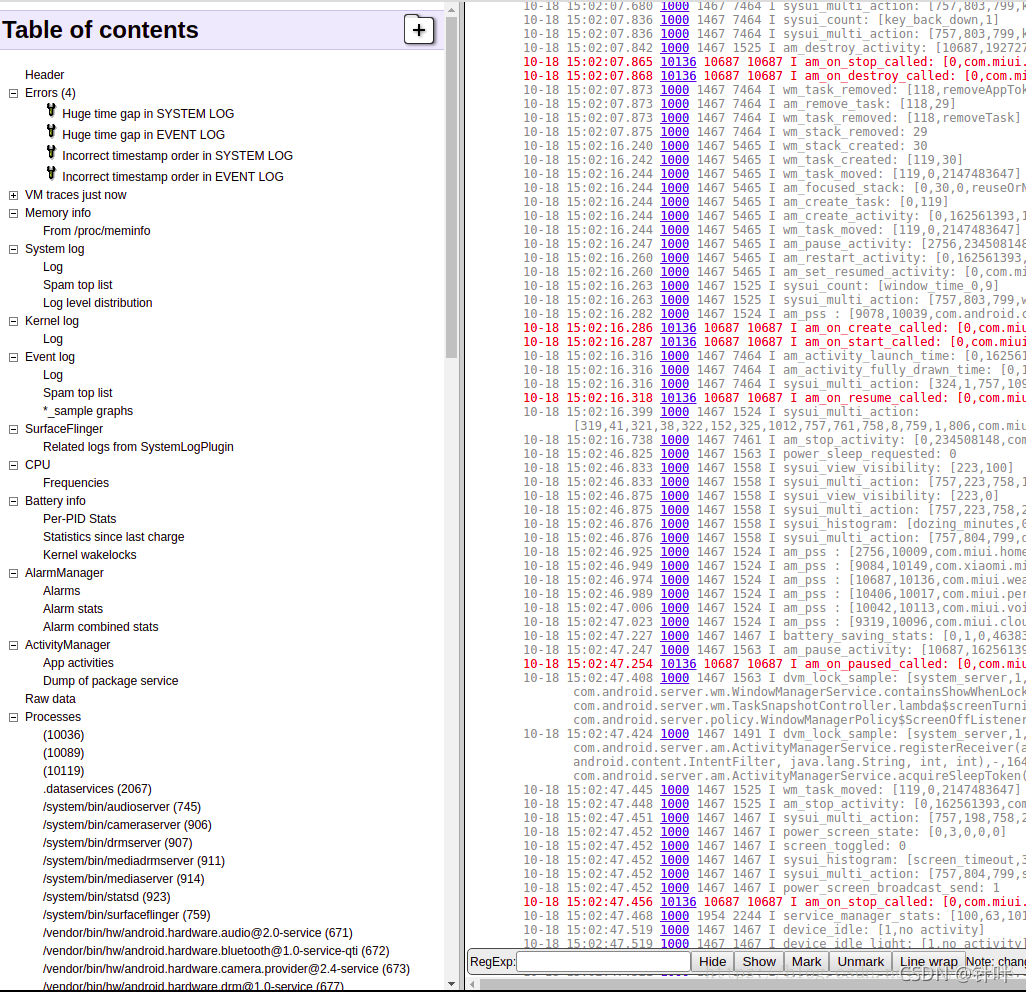 Table of contents
+
Header
Errors (4)
Huge time gap in SYSTEM LOG
Huge time gap in EVENT LOG
Incorrect timestamp order in SYSTEM LOG
Incorrect timestamp order in EVENT LOG
VM traces just now
Memory info
From /proc/meminfo
System log
Log
Spam top list
Log level distribution
Kernel log
Log
Event log
Log
Spam top list
*_sample graphs
SurfaceFlinger
Related logs from SystemLogPlugin
CPU
Frequencies
Battery info
Per-PID Stats
Statistics since last charge
Kernel wakelocks
AlarmManager
Alarms
Alarm stats
Alarm combined stats
ActivityManager
App activities
Dump of package service
Raw data
Processes
(10036)
(10089)
(10119)
.dataservices (2067)
/system/bin/audioserver (745)
/system/bin/cameraserver (906)
/system/bin/drmserver (907)
/system/bin/mediadrmserver (911)
/system/bin/mediaserver (914)
/system/bin/statsd (923)
/system/bin/surfaceflinger (759)
/vendor/bin/hw/android.hardware.audio@2.0-service (671)
/vendor/bin/hw/android.hardware.bluetooth@1.0-service-qti (672)
/vendor/bin/hw/android.hardware.camera.provider@2.4-service (673)
/vendor/bin/hw/android.hardware.drm@1.0-service (677)
10-18 15:02:07.680 1000 1467 7464 I sysui_multi_action: [757,803,799,k
10-18 15:02:07.836 1000 1467 7464 I sysui_count: [key_back_down,1]
10-18 15:02:07.836 1000 1467 7464 I sysui_multi_action: [757,803,799,k
10-18 15:02:07.842 1000 1467 1525 I am_destroy_activity: [10687,192727
10-18 15:02:07.865 10136 10687 10687 I am_on_stop_called: [0,com.miui.
10-18 15:02:07.868 10136 10687 10687 I am_on_destroy_called: [0,com.mi
10-18 15:02:07.873 1000 1467 7464 I wm_task_removed: [118,removeAppTok
10-18 15:02:07.873 1000 1467 7464 I am_remove_task: [118,29]
10-18 15:02:07.873 1000 1467 7464 I wm_task_removed: [118,removeTask]
10-18 15:02:07.875 1000 1467 7464 I wm_stack_removed: 29
10-18 15:02:16.240 1000 1467 5465 I wm_stack_created: 30
10-18 15:02:16.242 1000 1467 5465 I wm_task_created: [119,30]
10-18 15:02:16.244 1000 1467 5465 I wm_task_moved: [119,0,2147483647]
10-18 15:02:16.244 1000 1467 5465 I am_focused_stack: [0,30,0,reuseOrN
10-18 15:02:16.244 1000 1467 5465 I am_create_task: [0,119]
10-18 15:02:16.244 1000 1467 5465 I am_create_activity: [0,162561393,1
10-18 15:02:16.244 1000 1467 5465 I wm_task_moved: [119,0,2147483647]
10-18 15:02:16.247 1000 1467 5465 I am_pause_activity: [2756,234508148
10-18 15:02:16.260 1000 1467 5465 I am_restart_activity: [0,162561393,
10-18 15:02:16.260 1000 1467 5465 I am_set_resumed_activity: [0,com.mi
10-18 15:02:16.263 1000 1467 1525 I sysui_count: [window_time_0,9]
10-18 15:02:16.263 1000 1467 1525 I sysui_multi_action: [757,803,799,w
10-18 15:02:16.282 1000 1467 1524 I am_pss : [9078,10039,com.android.c
10-18 15:02:16.286 10136 10687 10687 I am_on_create_called: [0,com.miu
10-18 15:02:16.287 10136 10687 10687 I am_on_start_called: [0,com.miui
10-18 15:02:16.316 1000 1467 7464 I am_activity_launch_time: [0,162561
10-18 15:02:16.316 1000 1467 7464 I am_activity_fully_drawn_time: [0,1
10-18 15:02:16.316 1000 1467 7464 I sysui_multi_action: [324,1,757,109
10-18 15:02:16.318 10136 10687 10687 I am_on_resume_called: [0,com.miu
10-18 15:02:16.399 1000 1467 1524 I sysui_multi_action:
[319,41,321,38,322,152,325,1012,757,761,758,8,759,1,806,com.miu
10-18 15:02:16.738 1000 1467 7461 I am_stop_activity: [0,234508148,com
10-18 15:02:46.825 1000 1467 1563 I power_sleep_requested: 0
10-18 15:02:46.833 1000 1467 1558 I sysui_view_visibility: [223,100]
10-18 15:02:46.833 1000 1467 1558 I sysui_multi_action: [757,223,758,1
10-18 15:02:46.875 1000 1467 1558 I sysui_view_visibility: [223,0]
10-18 15:02:46.875 1000 1467 1558 I sysui_multi_action: [757,223,758,2
10-18 15:02:46.876 1000 1467 1558 I sysui_histogram: [dozing_minutes,0
10-18 15:02:46.876 1000 1467 1558 I sysui_multi_action: [757,804,799,d
10-18 15:02:46.925 1000 1467 1524 I am_pss : [2756,10009,com.miui.home
10-18 15:02:46.949 1000 1467 1524 I am_pss : [9084,10149,com.xiaomi.mi
10-18 15:02:46.974 1000 1467 1524 I am_pss : [10687,10136,com.miui.wea
10-18 15:02:46.989 1000 1467 1524 I am_pss : [10406,10017,com.miui.per
10-18 15:02:47.006 1000 1467 1524 I am_pss : [10042,10113,com.miui.voi
10-18 15:02:47.023 1000 1467 1524 I am_pss : [9319,10096,com.miui.clou
10-18 15:02:47.227 1000 1467 1467 I battery_saving_stats: [0,1,0,46383
10-18 15:02:47.247 1000 1467 1563 I am_pause_activity: [10687,16256139
10-18 15:02:47.254 10136 10687 10687 I am_on_paused_called: [0,com.miu
10-18 15:02:47.408 1000 1467 1563 I dvm_lock_sample: [system_server,1,
com.android.server.wm.WindowManagerService.containsShowWhenLock
com.android.server.wm.TaskSnapshotController.lambda$screenTurni
com.android.server.policy.WindowManagerPolicy$ScreenOffListener
10-18 15:02:47.424 1000 1467 1491 I dvm_lock_sample: [system_server,1,
com.android.server.am.ActivityManagerService.registerReceiver(a
android.content.IntentFilter, java.lang.String, int, int),-,164
com.android.server.am.ActivityManagerService.acquireSleepToken(
10-18 15:02:47.445 1000 1467 1525 I wm_task_moved: [119,0,2147483647]
10-18 15:02:47.448 1000 1467 1525 I am_stop_activity: [0,162561393,com
10-18 15:02:47.451 1000 1467 1467 I sysui_multi_action: [757,198,758,2
10-18 15:02:47.452 1000 1467 1467 I power_screen_state: [0,3,0,0,0]
10-18 15:02:47.452 1000 1467 1467 I screen_toggled: 0
10-18 15:02:47.452 1000 1467 1467 I sysui_histogram: [screen_timeout,3
10-18 15:02:47.452 1000 1467 1467 I sysui_multi_action: [757,804,799,s
10-18 15:02:47.452 1000 1467 1467 I power_screen_broadcast_send: 1
10-18 15:02:47.456 10136 10687 10687 I am_on_stop_called: [0,com.miui.
10-18 15:02:47.468 1000 1954 2244 I service_manager_stats: [100,63,101
10-18 15:02:47.519 1000 1467 1467 I device_idle: [1,no activity]
10-18 15:02:47.519 1000 1467 1467 I device_idle_light: [1,no activity]
RegExp: Hide Show Mark Unmark Line wrap Note: chang